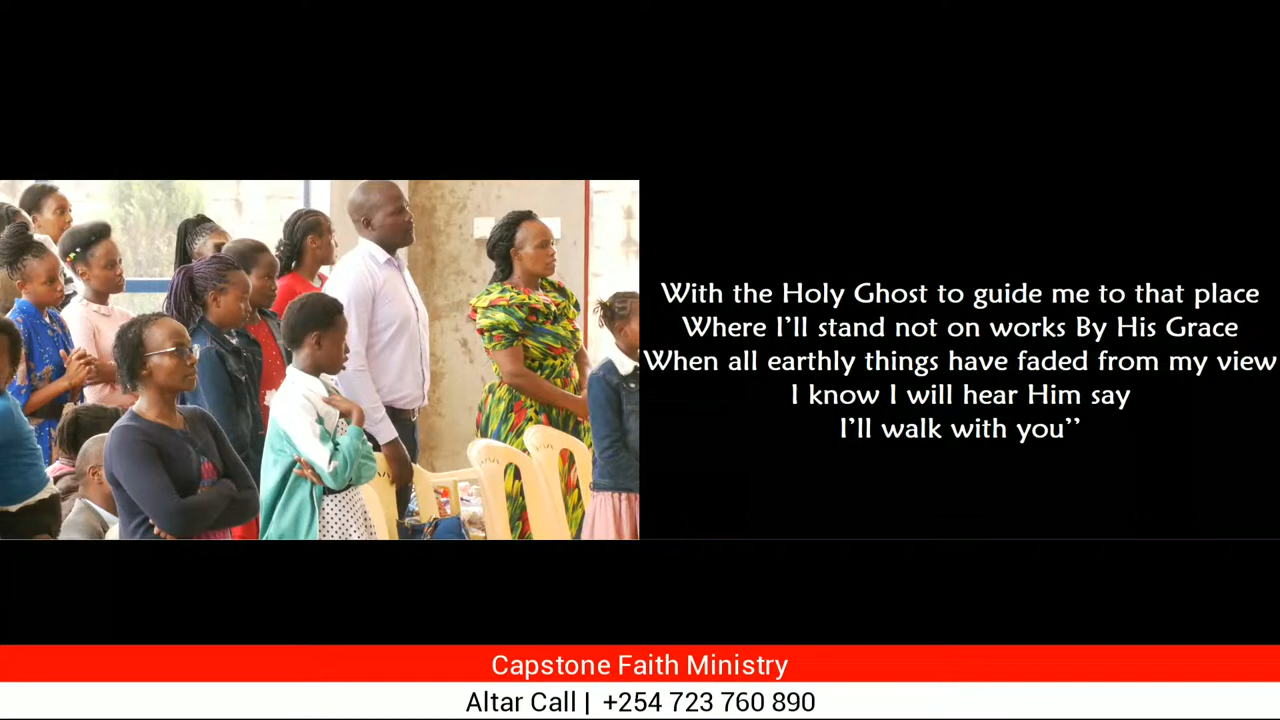 With the Holy Ghost to guide me to that place
Where I'll stand not on works By His Grace
When all earthly things have faded from my view
I know I will hear Him say
I'll walk with you”
Capstone Faith Ministry
Altar Call | +254 723 760 890